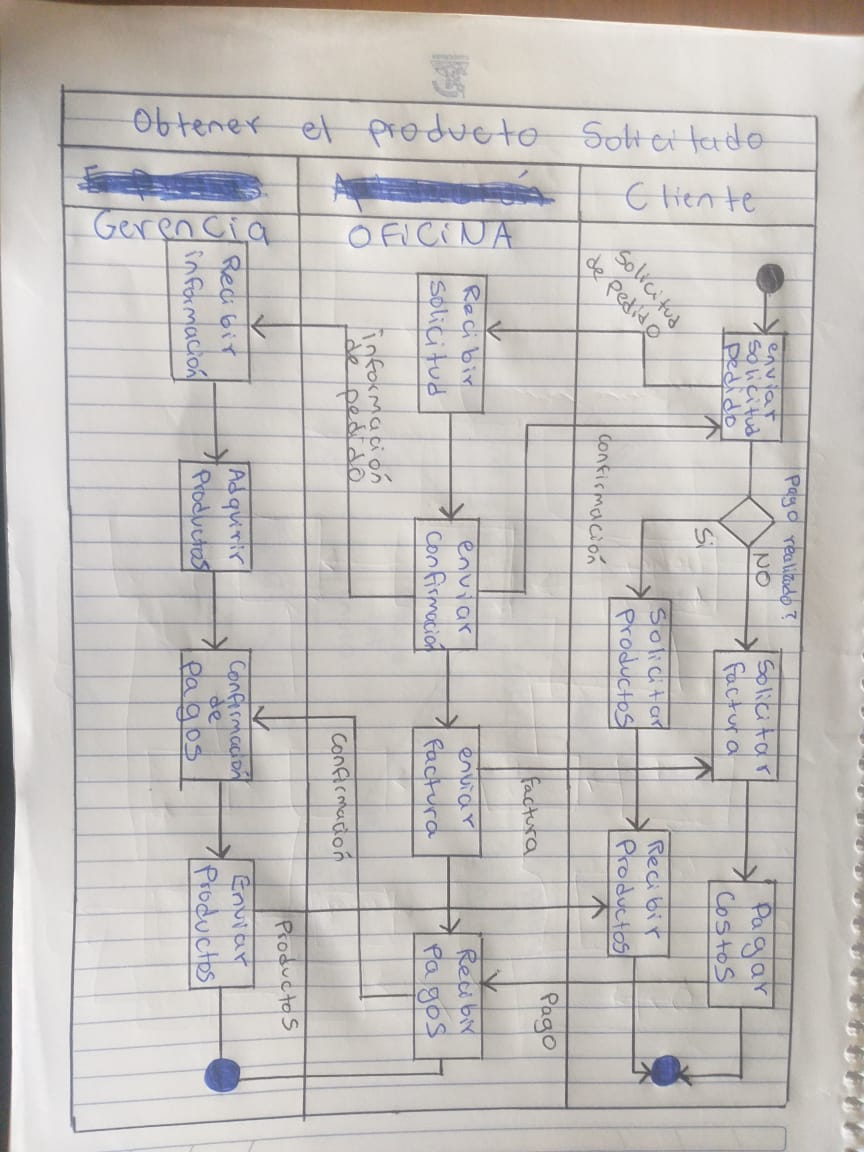 Obtener el producto Solicitado
Cliente
enviar
Solicitud
pedido
Pago realizado?
NO
Si
Solicitar
factura
Pagar
Costos
Solicitar
Productos
Recibir
Productos
Solicitud
de pedido
Confirmación
factura
Pago
OFICINA
Recibir
Solicitud
enviar
Confirmación
enviar
factura
Recibir
Pagos
información
de pedido
Confirmación
Productos
Gerencia
Recibir
información
Adquirir
Productos
Confirmación
de
Pagos
Enviar
Productos